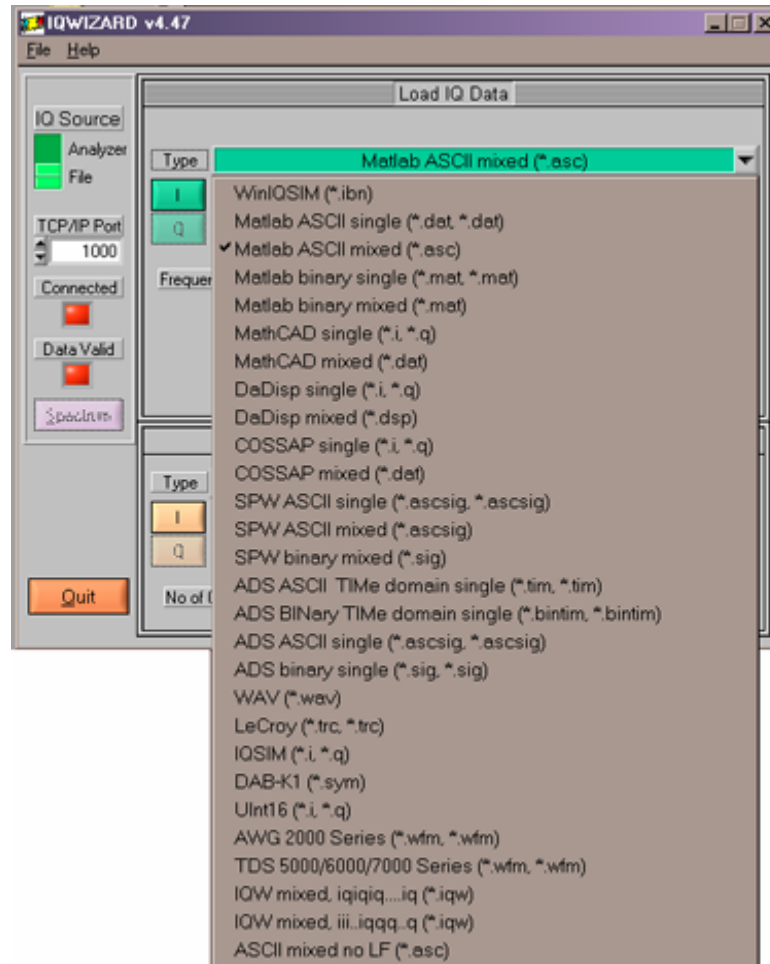 IQWIZARD v4.47
File Help
Load IQ Data
IQ Source
Analyzer
File
TCP/IP Port
1000
Connected
Data Valid
Spectrum
Quit
Type Matlab ASCII mixed (*.asc)
I
Q
WinIQSIM (*.ibn)
Matlab ASCII single (*.dat, *.dat)
Matlab ASCII mixed (*.asc)
Matlab binary single (*.mat, *.mat)
Matlab binary mixed (*.mat)
MathCAD single (*.i, *.q)
MathCAD mixed (*.dat)
DaDisp single (*.i, *.q)
DaDisp mixed (*.dsp)
COSSAP single (*.i, *.q)
COSSAP mixed (*.dat)
SPW ASCII single (*.ascsig, *.ascsig)
SPW ASCII mixed (*.ascsig)
SPW binary mixed (*.sig)
ADS ASCII TIMe domain single (*.tim, *.tim)
ADS BINary TIMe domain single (*.bintim, *.bintim)
ADS ASCII single (*.ascsig, *.ascsig)
ADS binary single (*.sig, *.sig)
WAV (*.wav)
LeCroy (*.trc, *.trc)
IQSIM (*.i, *.q)
DAB-K1 (*.sym)
UInt16 (*.i, *.q)
AWG 2000 Series (*.wfm, *.wfm)
TDS 5000/6000/7000 Series (*.wfm, *.wfm)
IQW mixed, iqiqiq....iq (*.iqw)
IQW mixed, iii..iqqq..q (*.iqw)
ASCII mixed no LF (*.asc)
Frequer
Type
I
Q
No of